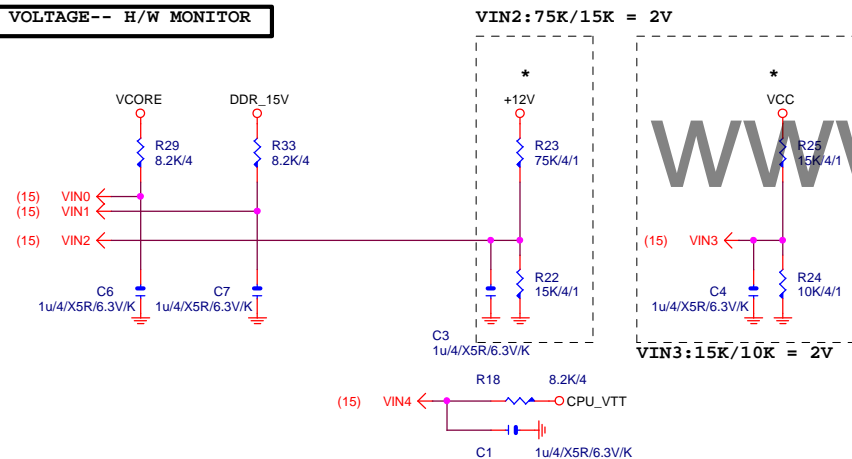 VOLTAGE-- H/W MONITOR
VIN2:75K/15K = 2V
*
*
VCORE
DDR_15V
+12V
VCC
R29
8.2K/4
R33
8.2K/4
R23
75K/4/1
R25
15K/4/1
www
(15) VIN0
(15) VIN1
(15) VIN2
(15) VIN3
C6
1u/4/X5R/6.3V/K
C7
1u/4/X5R/6.3V/K
R22
15K/4/1
C4
1u/4/X5R/6.3V/K
R24
10K/4/1
C3
1u/4/X5R/6.3V/K
VIN3:15K/10K = 2V
R18 8.2K/4
(15) VIN4
CPU_VTT
C1 1u/4/X5R/6.3V/K